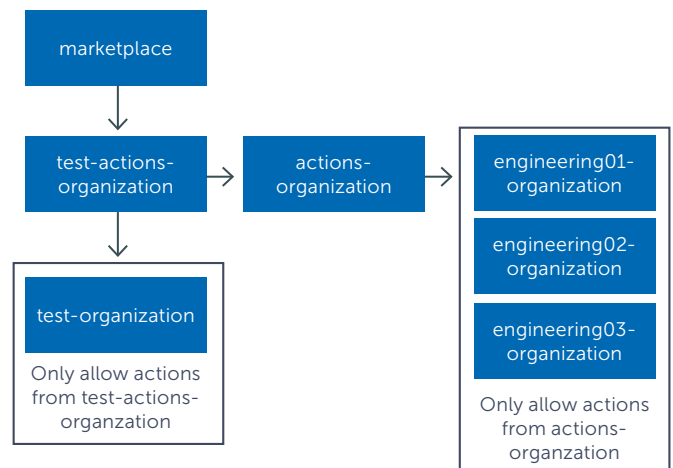 marketplace
test-actions-
organization
actions-
organization
engineering01-
organization
engineering02-
organization
engineering03-
organization
Only allow actions
from actions-
organzation
test-organization
Only allow actions
from test-actions-
organzation